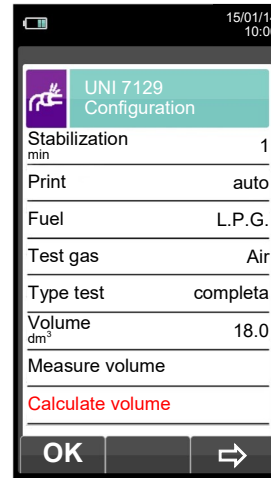 15/01/1
10:0
UNI 7129
Configuration
Stabilization
min
1
Print auto
Fuel L.P.G.
Test gas Air
Type test completa
Volume
dm³
18.0
Measure volume
Calculate volume
OK